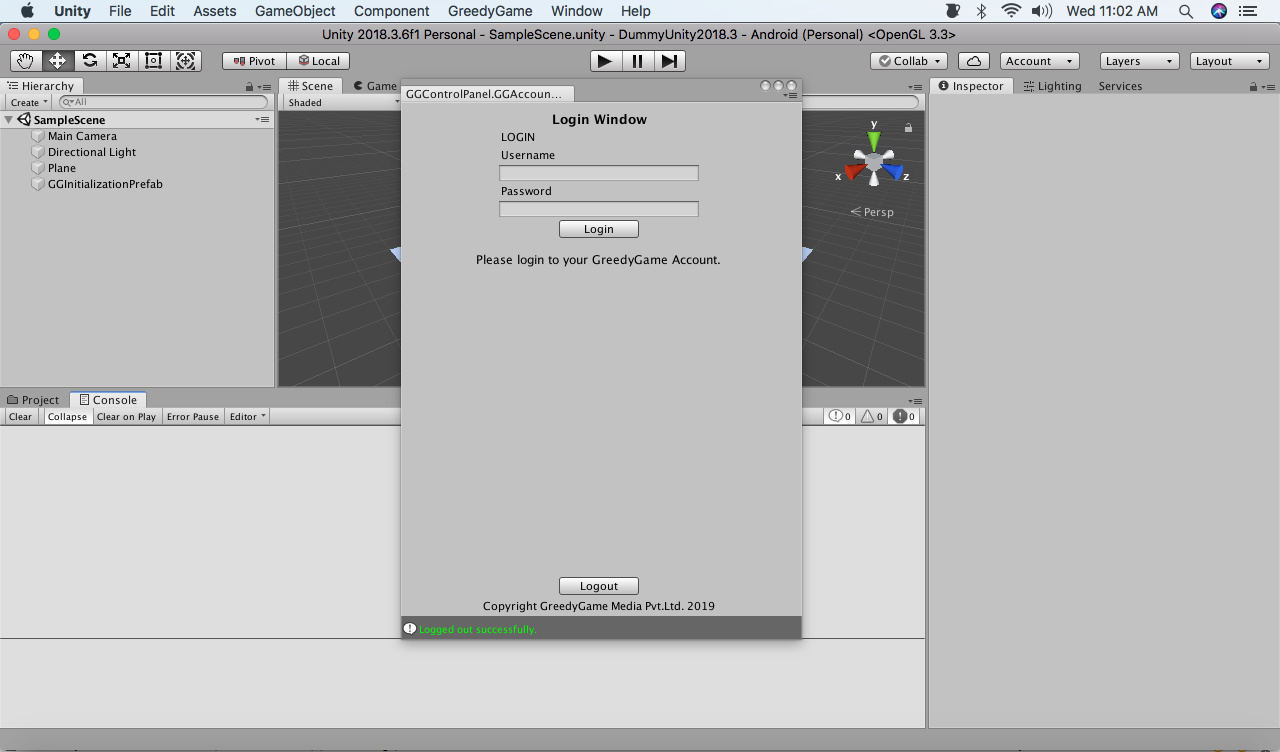 Unity File Edit Assets GameObject Component GreedyGame Window Help Wed 11:02 AM
Unity 2018.3.6f1 Personal - SampleScene.unity - DummyUnity2018.3 - Android (Personal) <OpenGL 3.3>
Pivot Local Collab Account Layers Layout
Hierarchy
Create All
SampleScene
Main Camera
Directional Light
Plane
GGInitializationPrefab
Scene Game
Shaded
y
x z
Persp
GGControlPanel.GGAccoun...
Login Window
LOGIN
Username
Password
Login
Please login to your GreedyGame Account.
Logout
Copyright GreedyGame Media Pvt.Ltd. 2019
Logged out successfully.
Inspector Lighting Services
Project Console
Clear Collapse Clear on Play Error Pause Editor 0 0 0